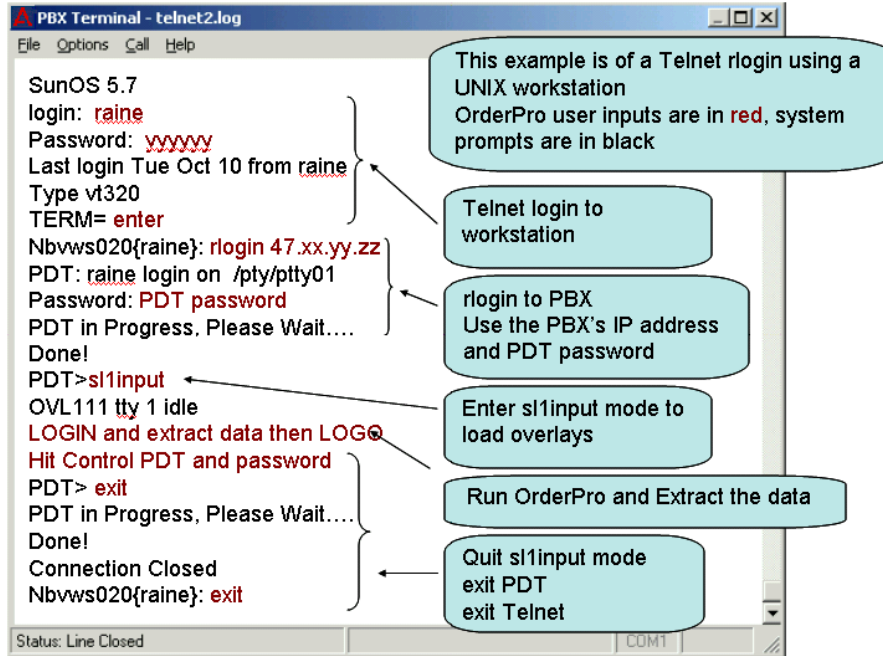 PBX Terminal - telnet2.log
File Options Call Help
SunOS 5.7
login: raine
Password: yyyyyy
Last login Tue Oct 10 from raine
Type vt320
TERM= enter
Nbvws020{raine}: rlogin 47.xx.yy.zz
PDT: raine login on /pty/ptty01
Password: PDT password
PDT in Progress, Please Wait....
Done!
PDT>sl1input
OVL111 tty 1 idle
LOGIN and extract data then LOGO
Hit Control PDT and password
PDT> exit
PDT in Progress, Please Wait....
Done!
Connection Closed
Nbvws020{raine}: exit
This example is of a Telnet rlogin using a
UNIX workstation
OrderPro user inputs are in red, system
prompts are in black
Telnet login to
workstation
rlogin to PBX
Use the PBX's IP address
and PDT password
Enter sl1input mode to
load overlays
Run OrderPro and Extract the data
Quit sl1input mode
exit PDT
exit Telnet
Status: Line Closed
COM1